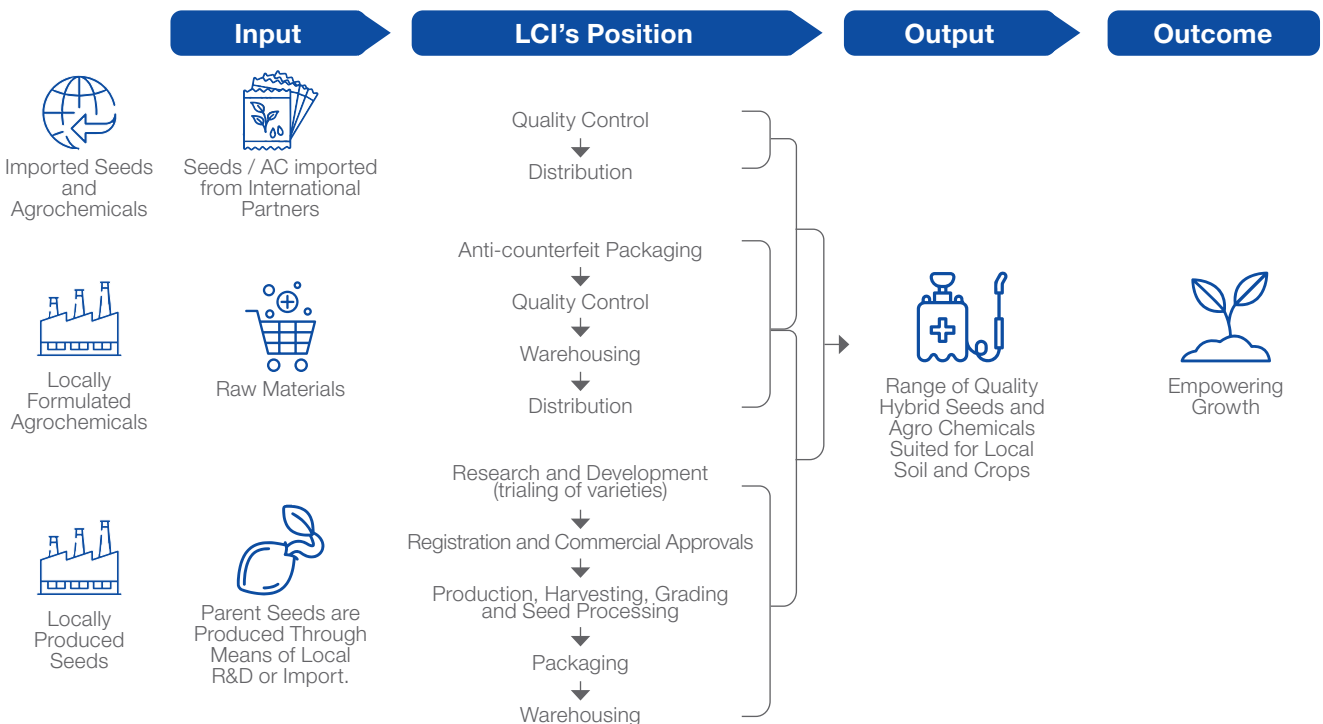 Input
LCI's Position
Output
Outcome
Imported Seeds
and
Agrochemicals
Seeds / AC imported
from International
Partners
Quality Control
Distribution
Locally
Formulated
Agrochemicals
Raw Materials
Anti-counterfeit Packaging
Quality Control
Warehousing
Distribution
Locally
Produced
Seeds
Parent Seeds are
Produced Through
Means of Local
R&D or Import.
Research and Development
(trialing of varieties)
Registration and Commercial Approvals
Production, Harvesting, Grading
and Seed Processing
Packaging
Warehousing
Range of Quality
Hybrid Seeds and
Agro Chemicals
Suited for Local
Soil and Crops
Empowering
Growth